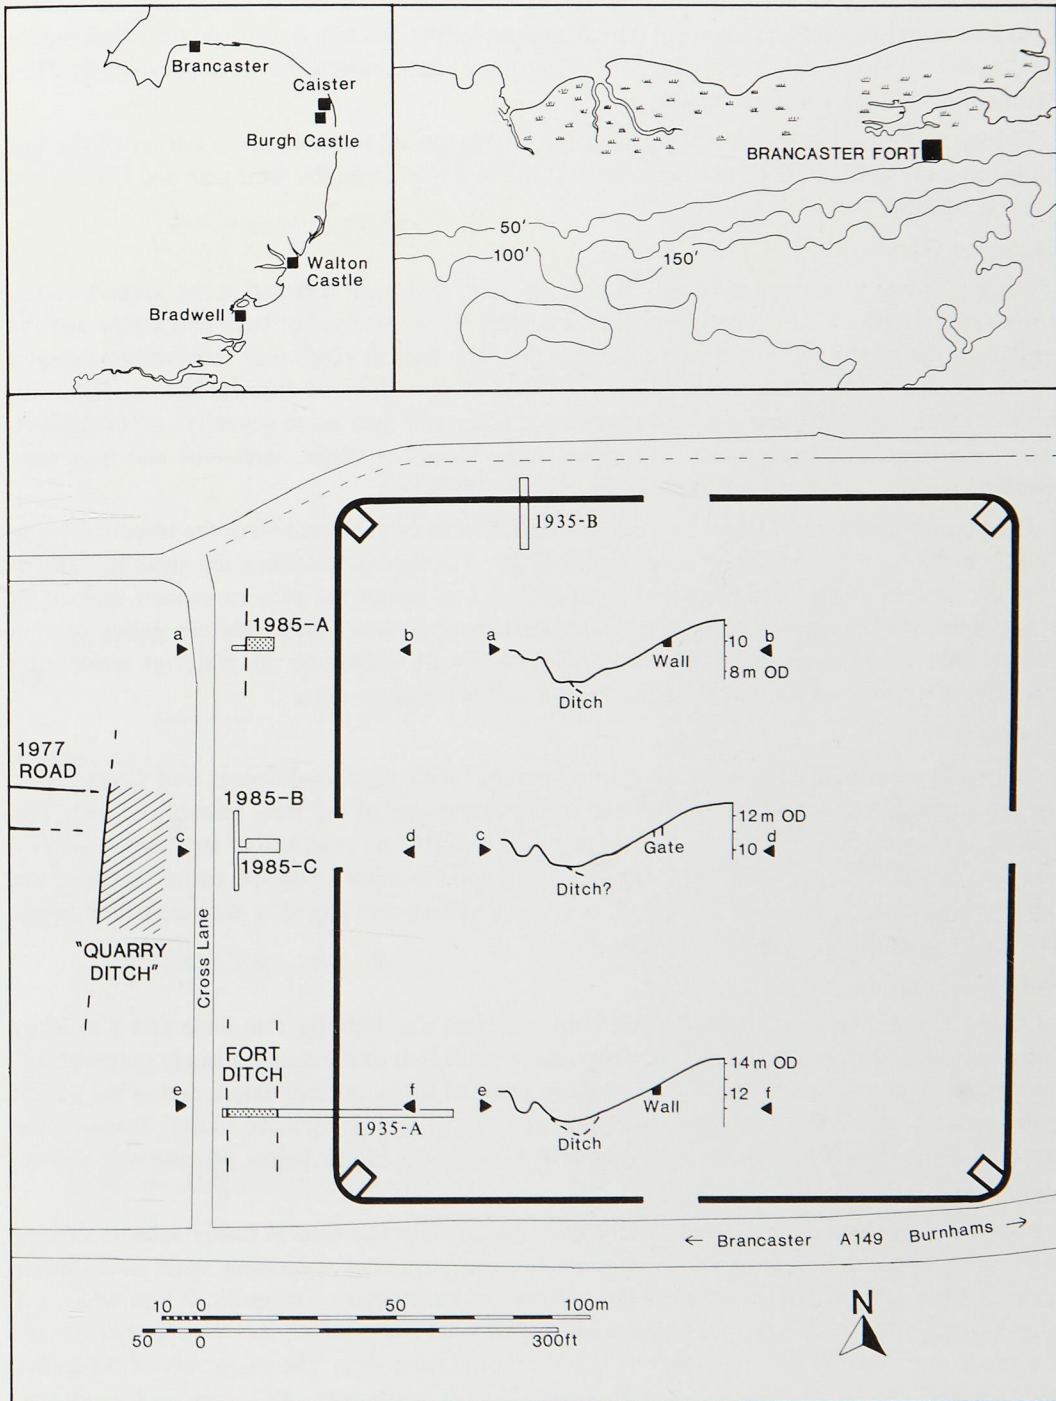 Brancaster
Caister
Burgh Castle
Walton
Castle
Bradwell
BRANCASTER FORT
50'
100'
150'
1935-B
1985-A
a
b
a
b
10
8m OD
Wall
Ditch
1977
ROAD
1985-B
1985-C
c
d
c
d
12m OD
10
Gate
Ditch?
"QUARRY
DITCH"
Cross Lane
FORT
DITCH
e
f
e
f
14m OD
12
Wall
Ditch
1935-A
← Brancaster A149 Burnhams →
10 0 50 100m
50 0 300ft
N